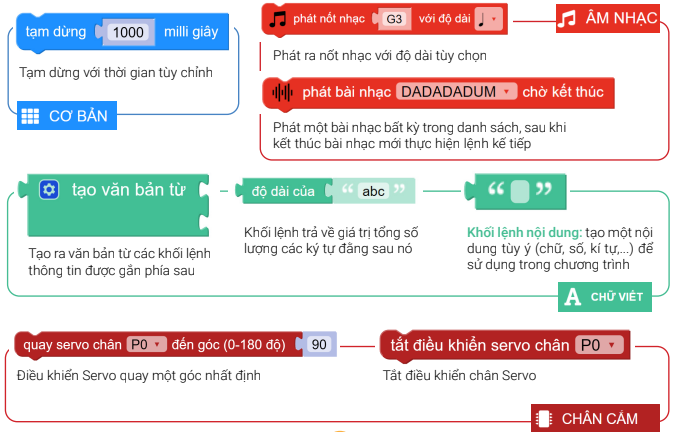 tạm dừng 1000 milli giây
Tạm dừng với thời gian tùy chỉnh
CƠ BẢN
phát nốt nhạc G3 với độ dài ♩
ÂM NHẠC
Phát ra nốt nhạc với độ dài tùy chọn
phát bài nhạc DADADADUM chờ kết thúc
Phát một bài nhạc bất kỳ trong danh sách, sau khi
kết thúc bài nhạc mới thực hiện lệnh kế tiếp
tạo văn bản từ
Tạo ra văn bản từ các khối lệnh
thông tin được gắn phía sau
độ dài của “ abc ”
Khối lệnh trả về giá trị tổng số
lượng các ký tự đằng sau nó
“ ”
Khối lệnh nội dung: tạo một nội
dung tùy ý (chữ, số, kí tự,...) để
sử dụng trong chương trình
A CHỮ VIẾT
quay servo chân P0 đến góc (0-180 độ) 90
Điều khiển Servo quay một góc nhất định
tắt điều khiển servo chân P0
Tắt điều khiển chân Servo
CHÂN CẮM